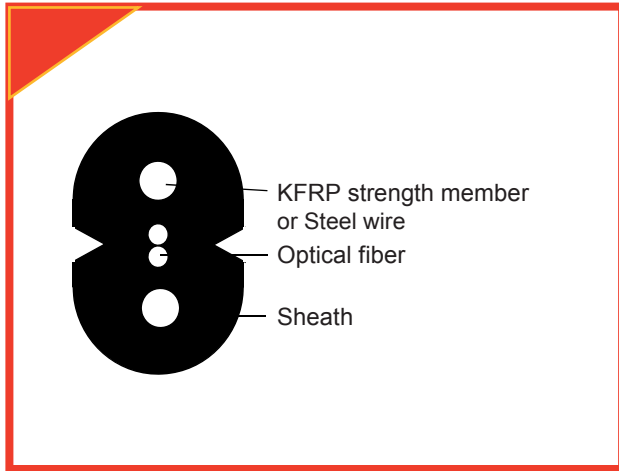 KFRP strength member
or Steel wire
Optical fiber
Sheath